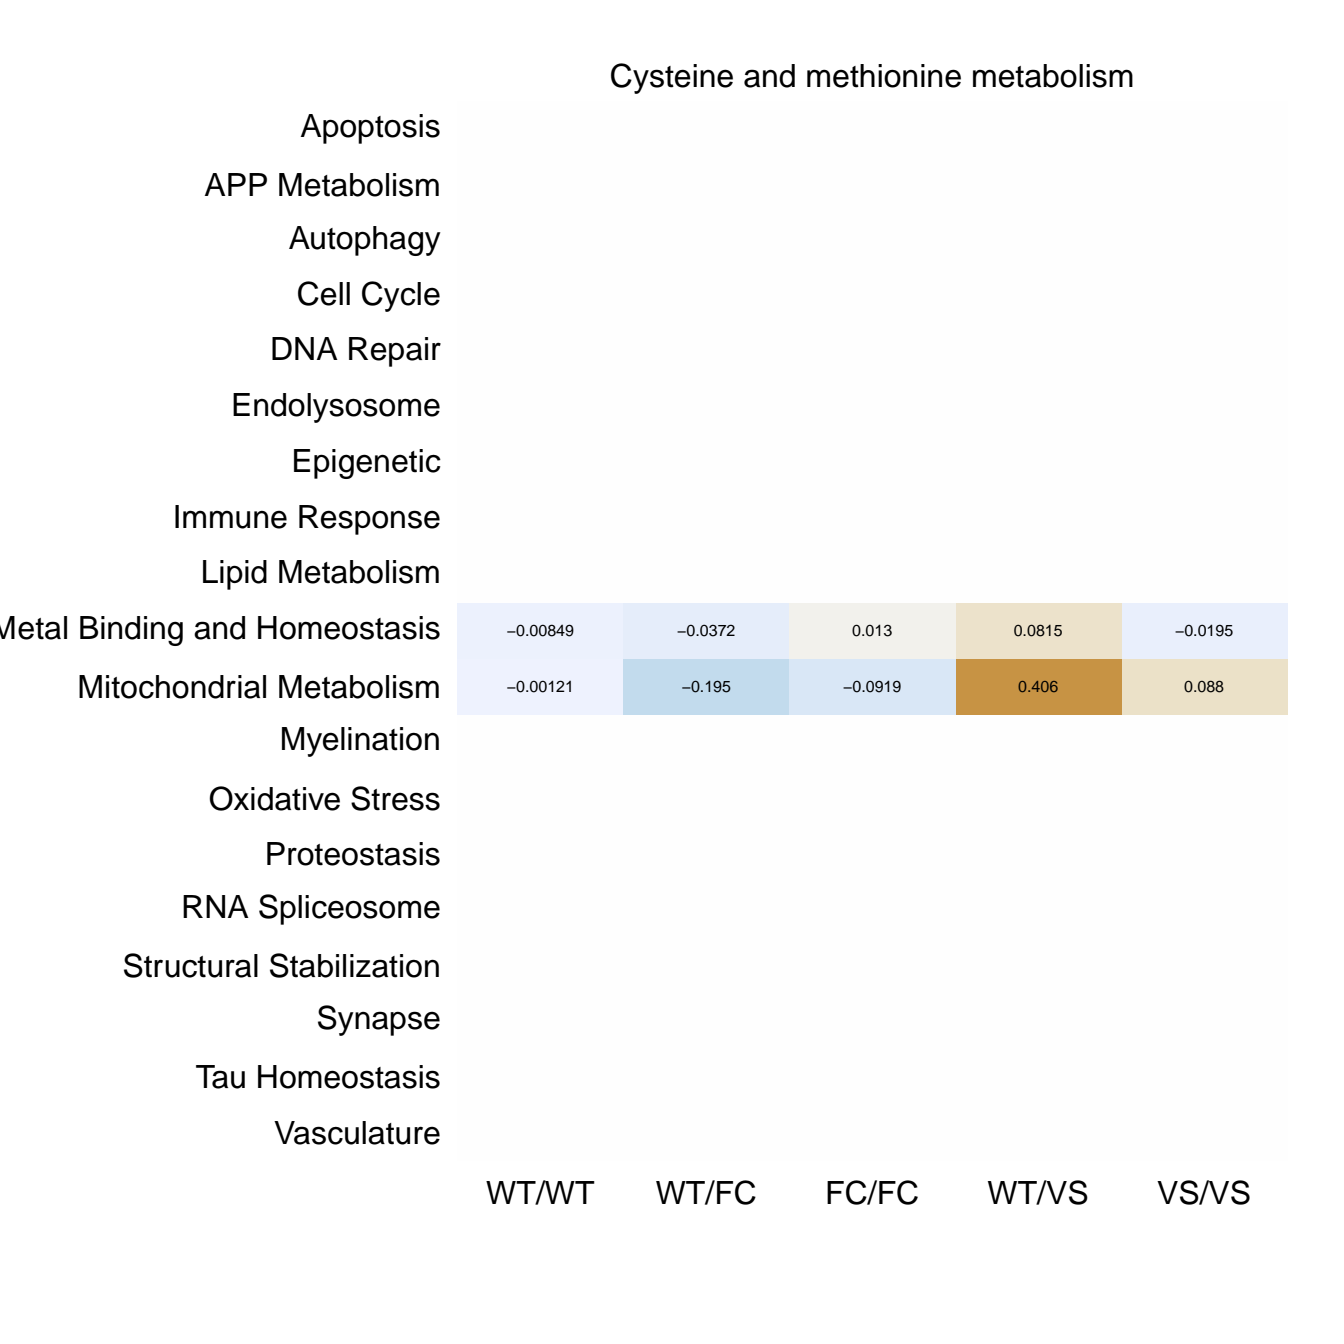 Cysteine and methionine metabolism
Apoptosis
APP Metabolism
Autophagy
Cell Cycle
DNA Repair
Endolysosome
Epigenetic
Immune Response
Lipid Metabolism
Metal Binding and Homeostasis −0.00849 −0.0372 0.013 0.0815 −0.0195
Mitochondrial Metabolism −0.00121 −0.195 −0.0919 0.406 0.088
Myelination
Oxidative Stress
Proteostasis
RNA Spliceosome
Structural Stabilization
Synapse
Tau Homeostasis
Vasculature
WT/WT WT/FC FC/FC WT/VS VS/VS